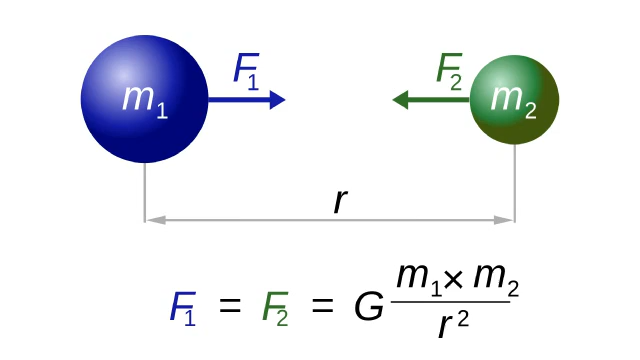 F₁ F₂
m₁ m₂
r
F₁ = F₂ = G m₁ × m₂ / r²